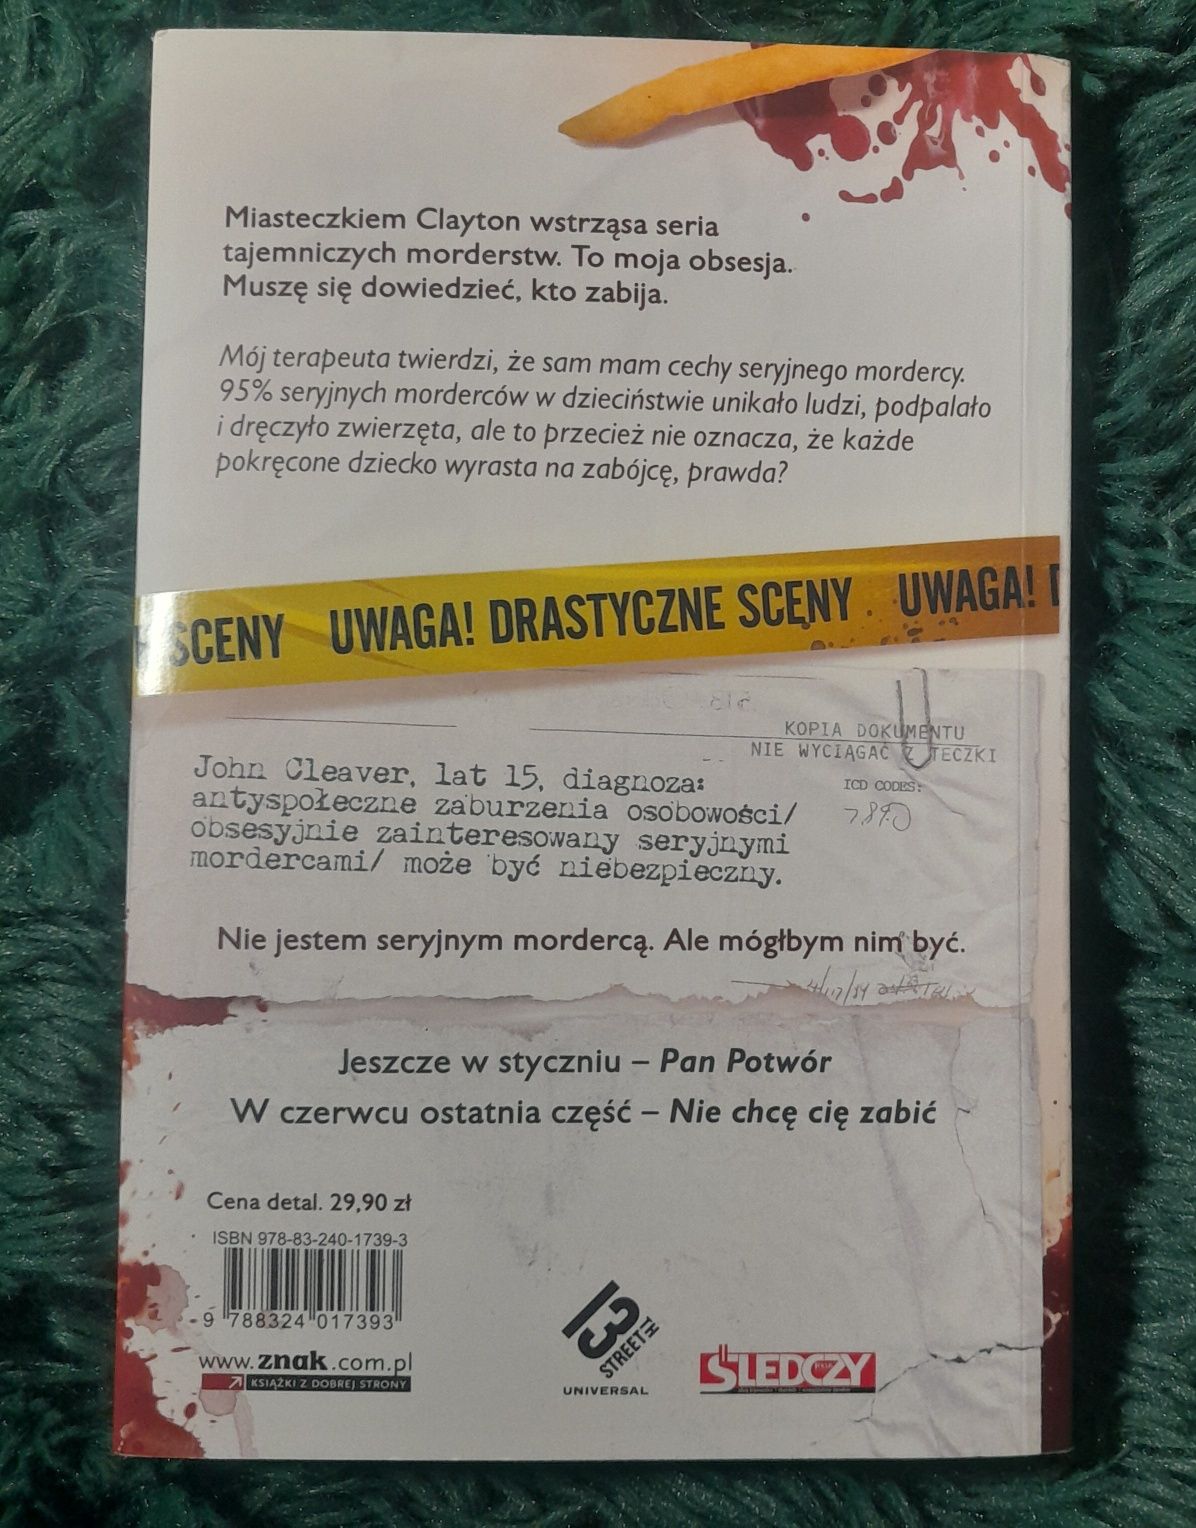 Miasteczkiem Clayton wstrząsa seria
tajemniczych morderstw. To moja obsesja.
Muszę się dowiedzieć, kto zabija.
Mój terapeuta twierdzi, że sam mam cechy seryjnego mordercy.
95% seryjnych morderców w dzieciństwie unikało ludzi, podpalało
i dręczyło zwierzęta, ale to przecież nie oznacza, że każde
pokręcone dziecko wyrasta na zabójcę, prawda?
SCENY UWAGA! DRASTYCZNE SCENY UWAGA! D
KOPIA DOKUMENTU
NIE WYCIĄGAĆ Z TECZKI
ICD CODES:
John Cleaver, lat 15, diagnoza:
antyspołeczne zaburzenia osobowości/
obsesyjnie zainteresowany seryjnymi
mordercami/ może być niebezpieczny.
Nie jestem seryjnym mordercą. Ale mógłbym nim być.
Jeszcze w styczniu – Pan Potwór
W czerwcu ostatnia część – Nie chcę cię zabić
Cena detal. 29,90 zł
ISBN 978-83-240-1739-3
9 788324 017393
www.znak.com.pl
KSIĄŻKI Z DOBREJ STRONY
13 STREET
UNIVERSAL
ŚLEDCZY